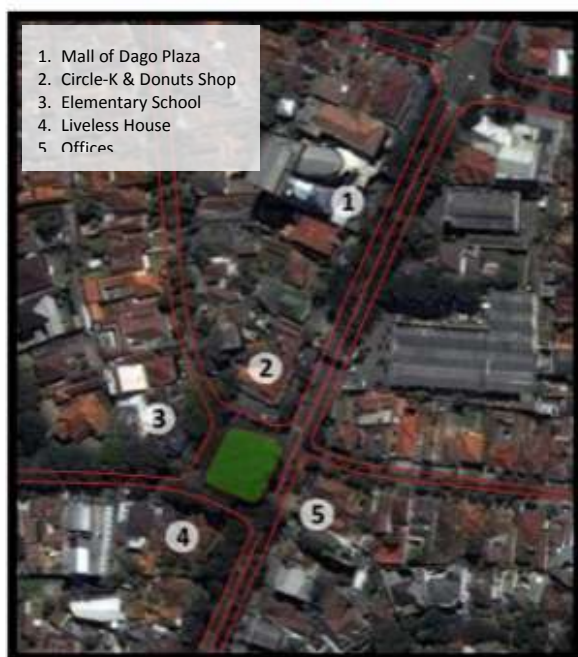 1. Mall of Dago Plaza
2. Circle-K & Donuts Shop
3. Elementary School
4. Liveless House
5 Offices
1
2
3
4
5